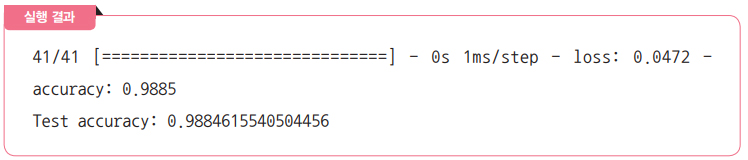 실행 결과
41/41 [==============================] - 0s 1ms/step - loss: 0.0472 -
accuracy: 0.9885
Test accuracy: 0.9884615540504456